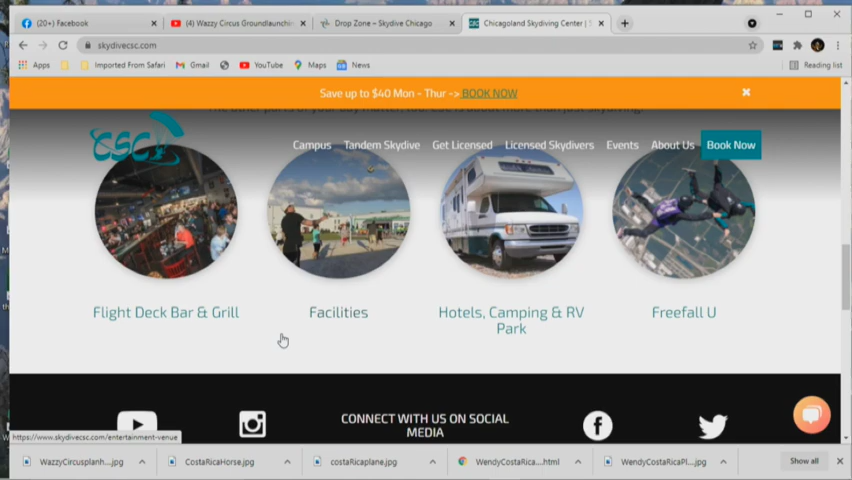 (20+) Facebook
(4) Wazzy Circus Groundlaunchin
Drop Zone – Skydive Chicago
Chicagoland Skydiving Center | S
skydivecsc.com
Apps
Imported From Safari
Gmail
YouTube
Maps
News
Reading list
Save up to $40 Mon - Thur -> BOOK NOW
CSC
Campus
Tandem Skydive
Get Licensed
Licensed Skydivers
Events
About Us
Book Now
Flight Deck Bar & Grill
Facilities
Hotels, Camping & RV
Park
Freefall U
CONNECT WITH US ON SOCIAL
MEDIA
https://www.skydivecsc.com/entertainment-venue
WazzyCircusplanh....jpg
CostaRicaHorse.jpg
costaRicaplane.jpg
WendyCostaRica....html
WendyCostaRicaPl....jpg
Show all